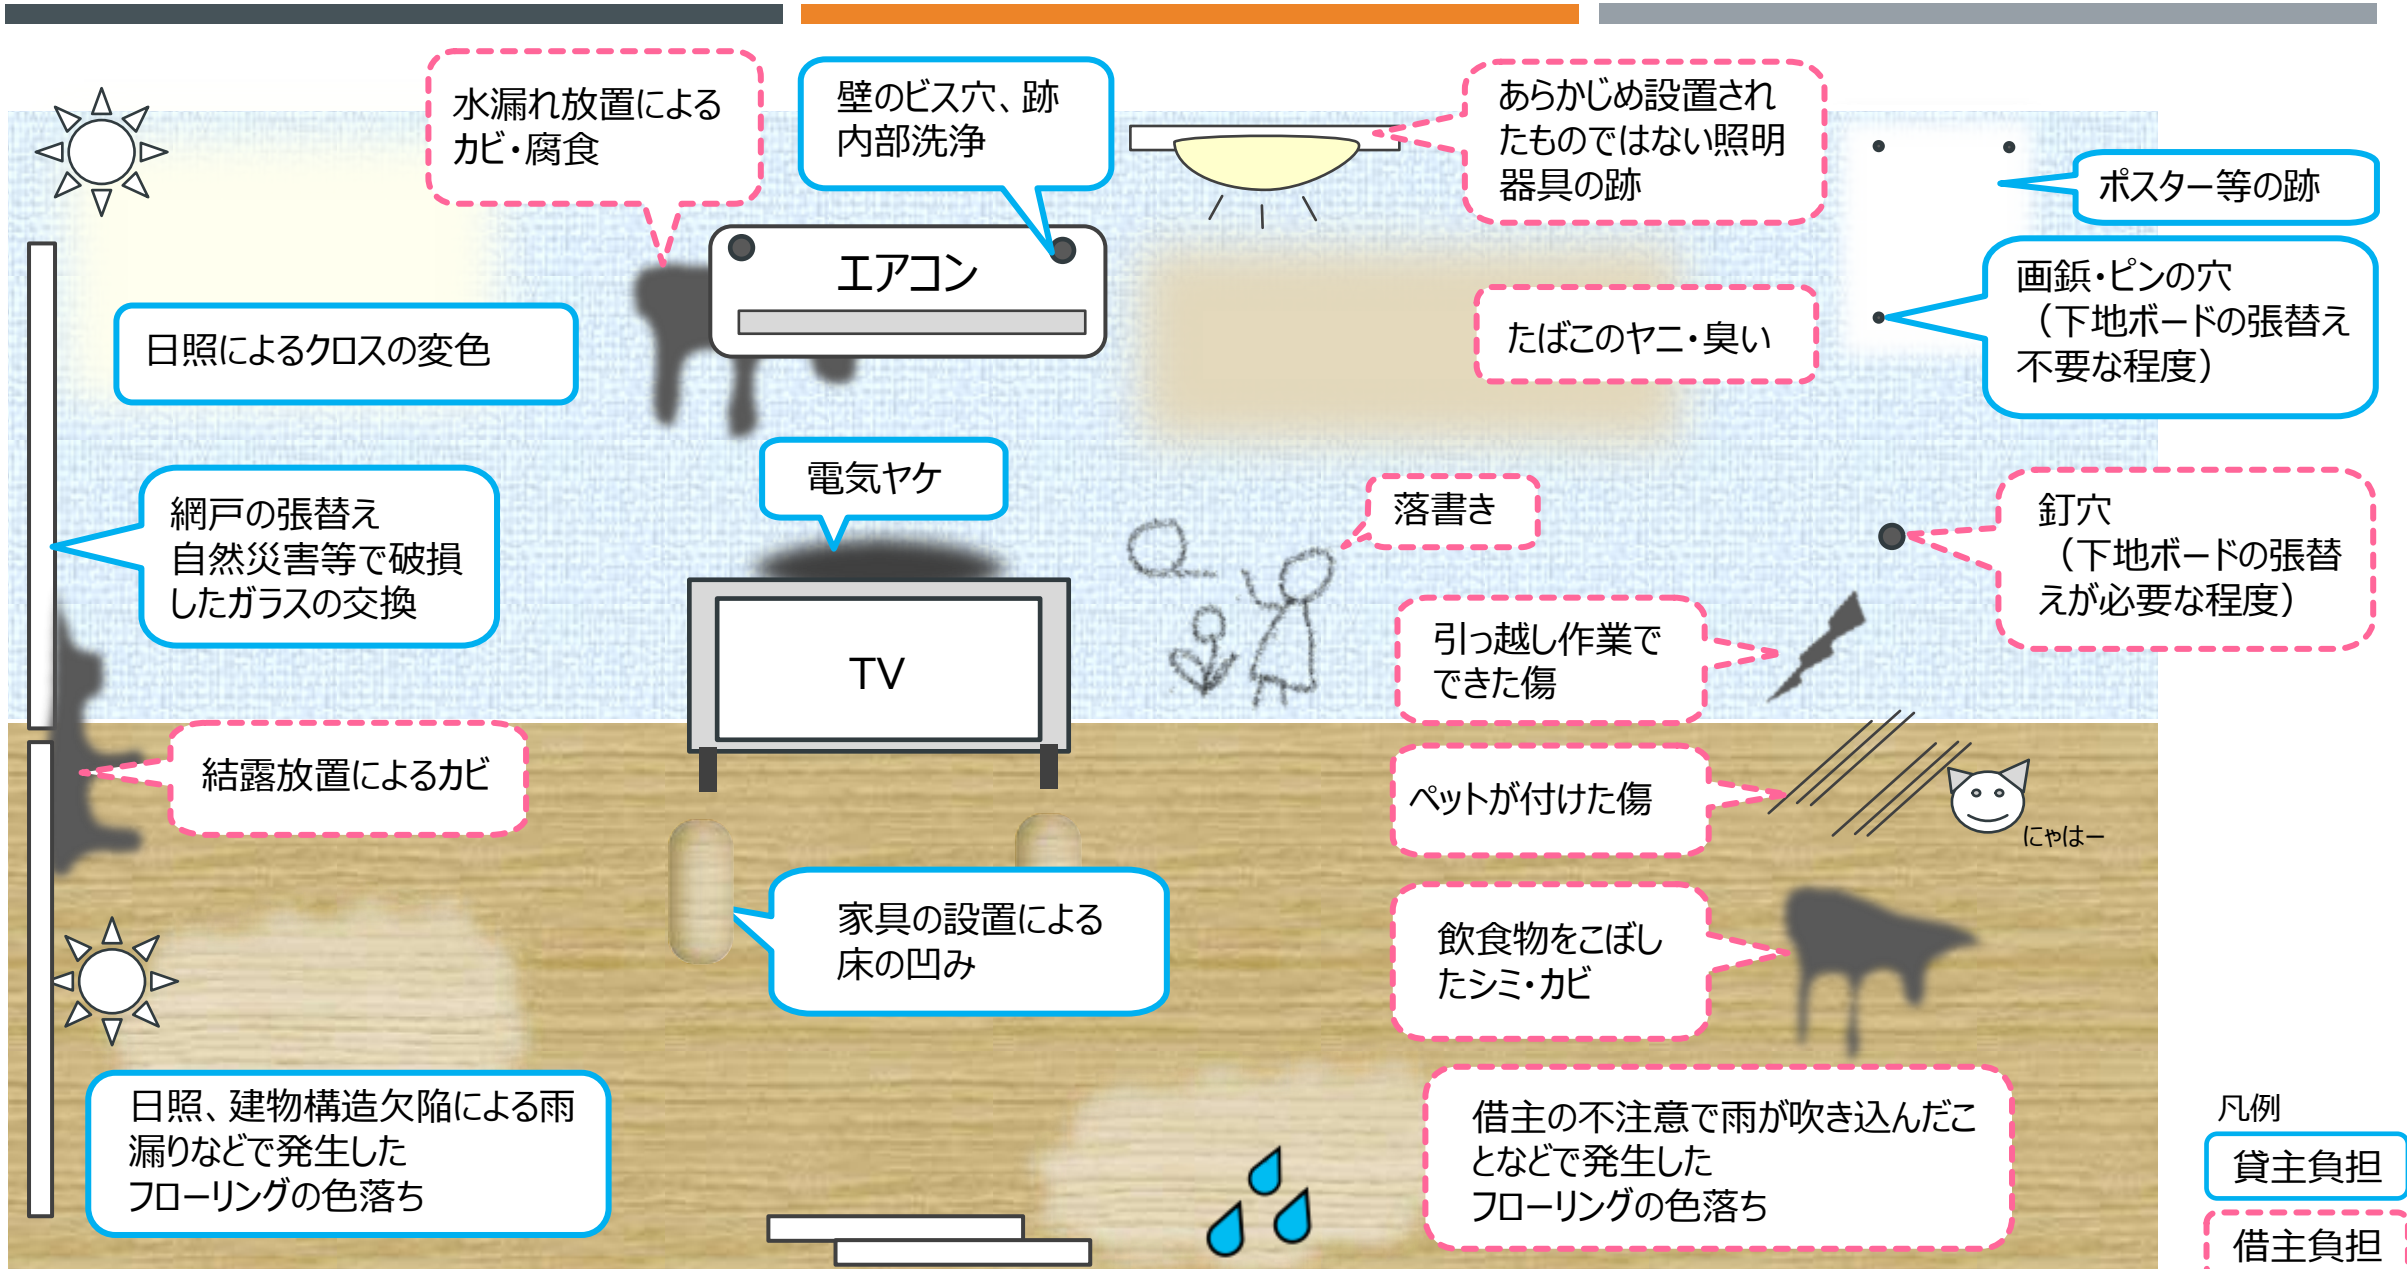 水漏れ放置による
カビ・腐食
壁のビス穴、跡
内部洗浄
あらかじめ設置され
たものではない照明
器具の跡
ポスター等の跡
エアコン
画鋲・ピンの穴
（下地ボードの張替え
不要な程度）
日照によるクロスの変色
たばこのヤニ・臭い
電気ヤケ
網戸の張替え
自然災害等で破損
したガラスの交換
落書き
釘穴
（下地ボードの張替
えが必要な程度）
TV
引っ越し作業で
できた傷
結露放置によるカビ
ペットが付けた傷
にゃはー
家具の設置による
床の凹み
飲食物をこぼし
たシミ・カビ
日照、建物構造欠陥による雨
漏りなどで発生した
フローリングの色落ち
借主の不注意で雨が吹き込んだこ
となどで発生した
フローリングの色落ち
凡例
貸主負担
借主負担